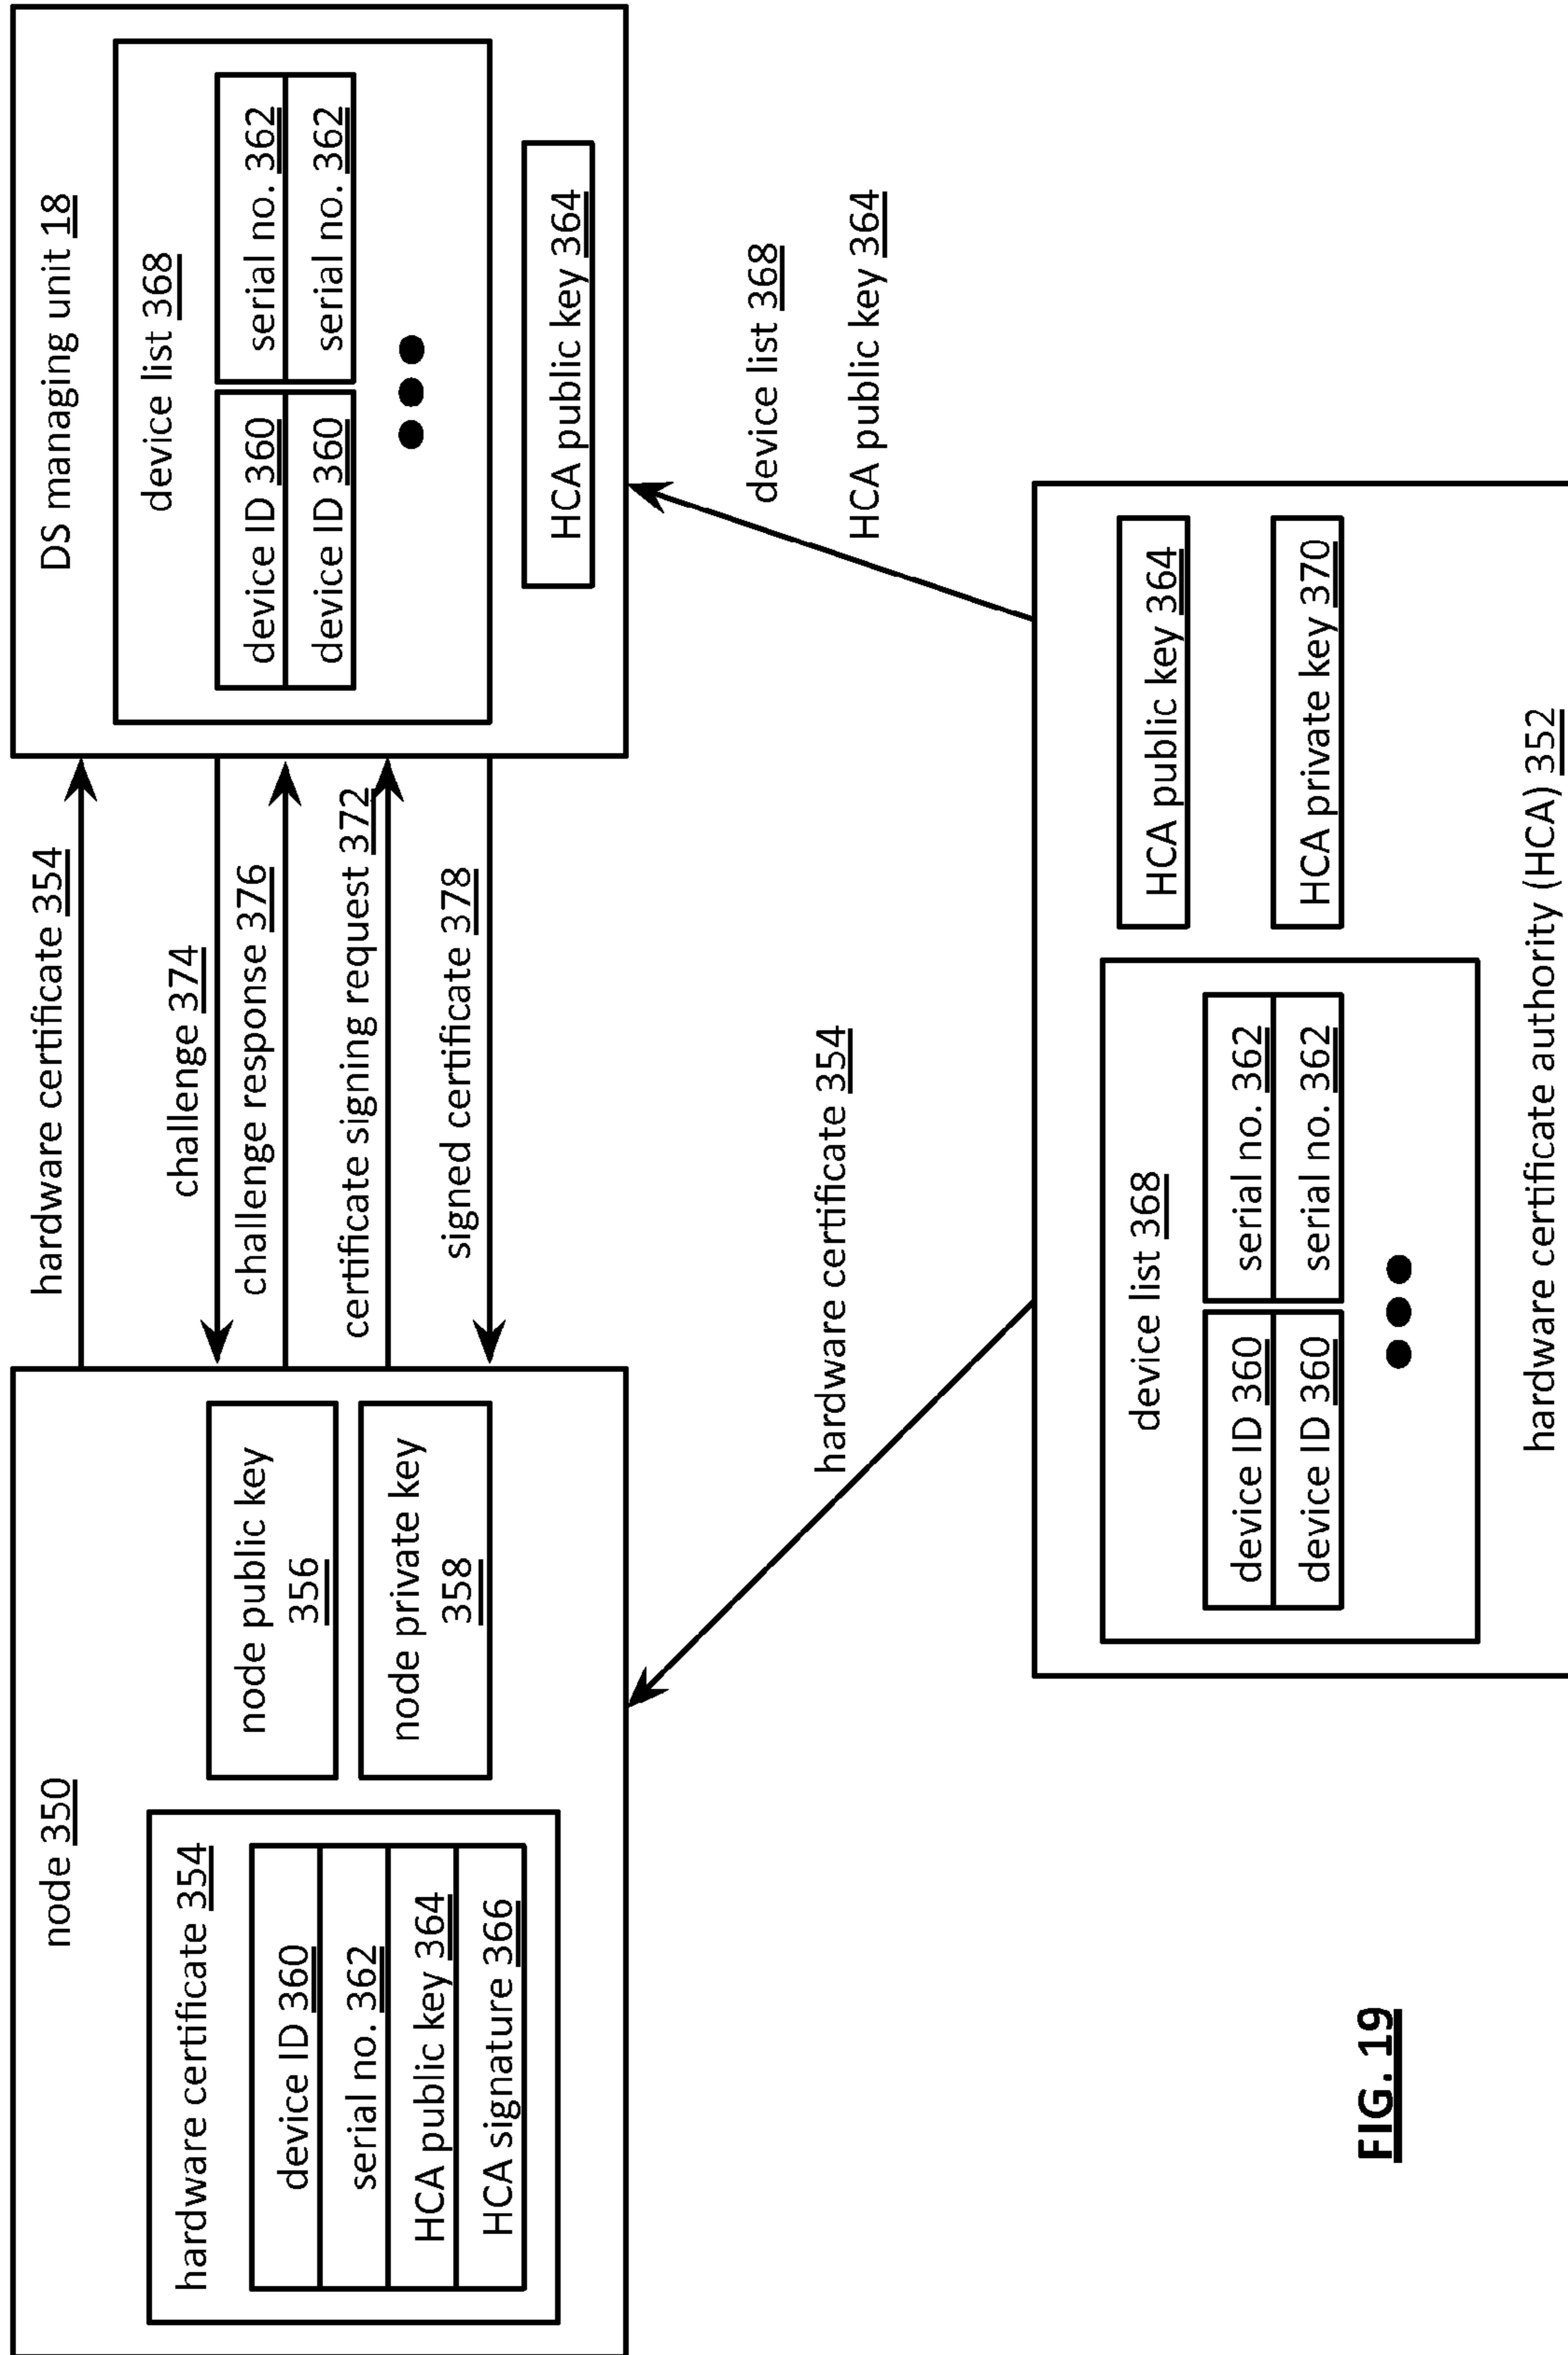 node 350
hardware certificate 354
device ID 360
serial no. 362
HCA public key 364
HCA signature 366
node public key
356
node private key
358
hardware certificate 354
challenge 374
challenge response 376
certificate signing request 372
signed certificate 378
DS managing unit 18
device list 368
device ID 360
serial no. 362
device ID 360
serial no. 362
HCA public key 364
hardware certificate 354
device list 368
HCA public key 364
device list 368
device ID 360
serial no. 362
device ID 360
serial no. 362
HCA public key 364
HCA private key 370
hardware certificate authority (HCA) 352
FIG. 19